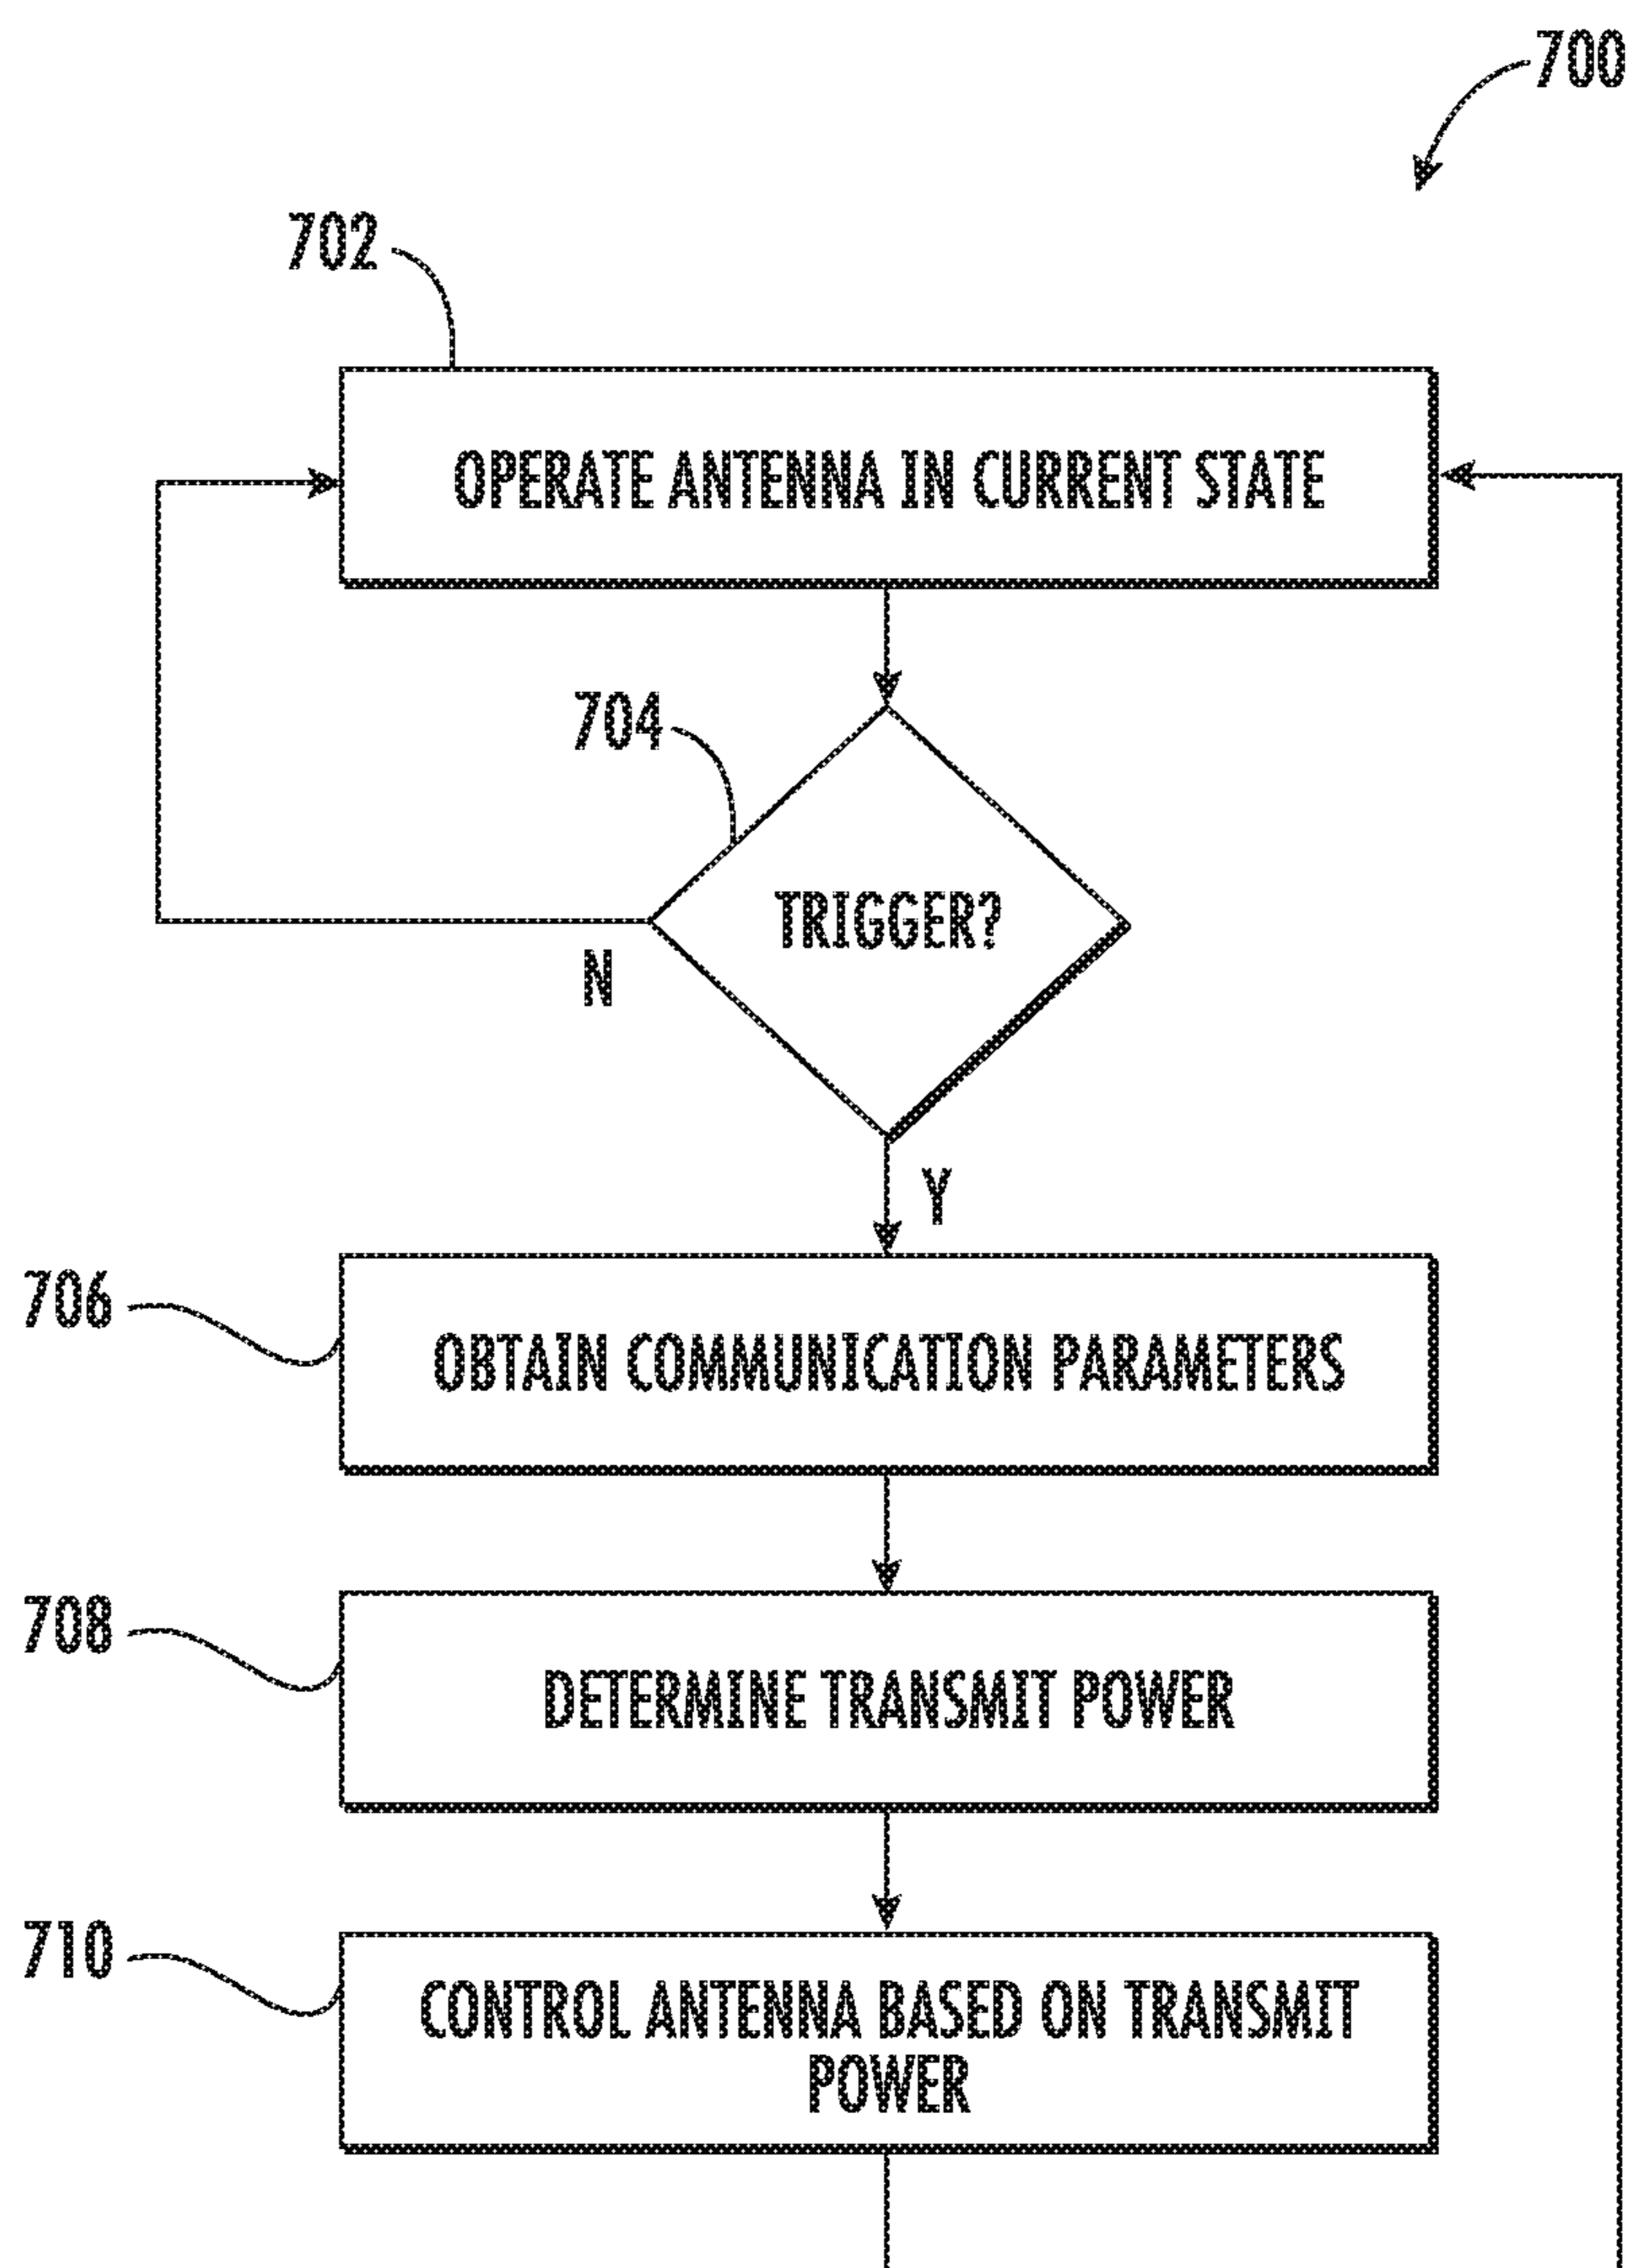 700
702
OPERATE ANTENNA IN CURRENT STATE
704
TRIGGER?
N
Y
706
OBTAIN COMMUNICATION PARAMETERS
708
DETERMINE TRANSMIT POWER
710
CONTROL ANTENNA BASED ON TRANSMIT
POWER